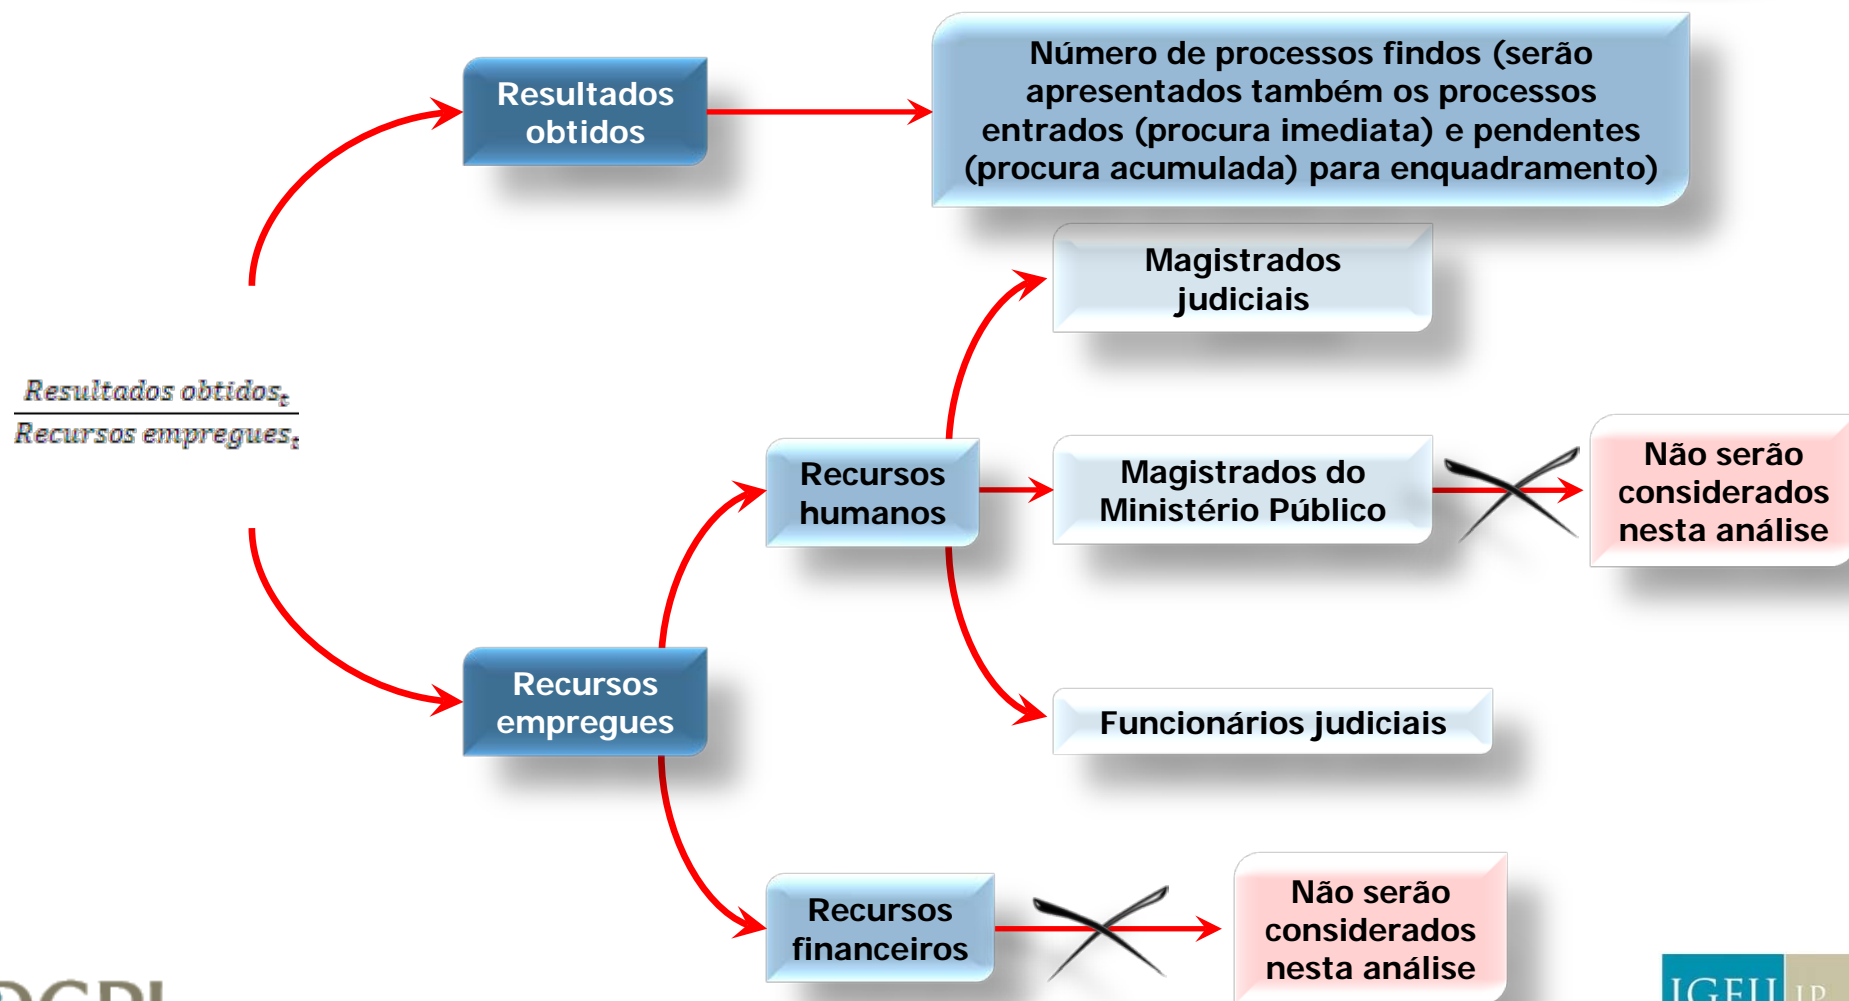 Resultados
obtidos
Número de processos findos (serão
apresentados também os processos
entrados (procura imediata) e pendentes
(procura acumulada) para enquadramento)
Magistrados
judiciais
Resultados obtidosₜ
Recursos empreguesₜ
Recursos
humanos
Magistrados do
Ministério Público
Não serão
considerados
nesta análise
Recursos
empregues
Funcionários judiciais
Recursos
financeiros
Não serão
considerados
nesta análise